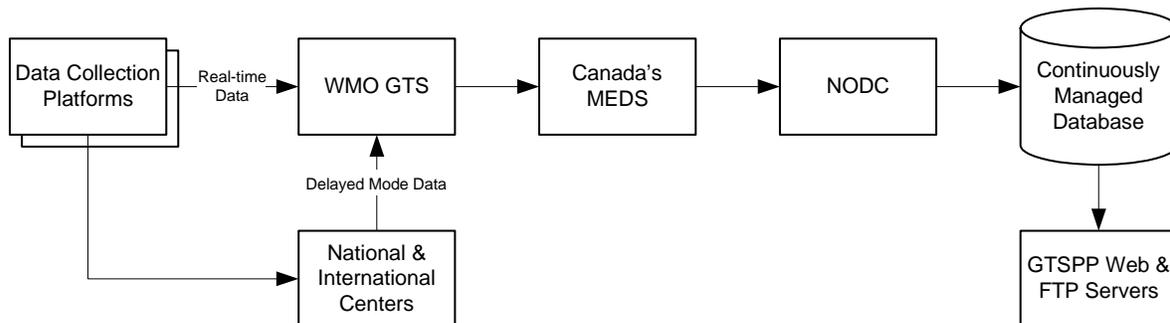 Data Collection
Platforms
Real-time
Data
WMO GTS
Canada's
MEDS
NODC
Continuously
Managed
Database
Delayed Mode Data
National &
International
Centers
GTSPP Web &
FTP Servers